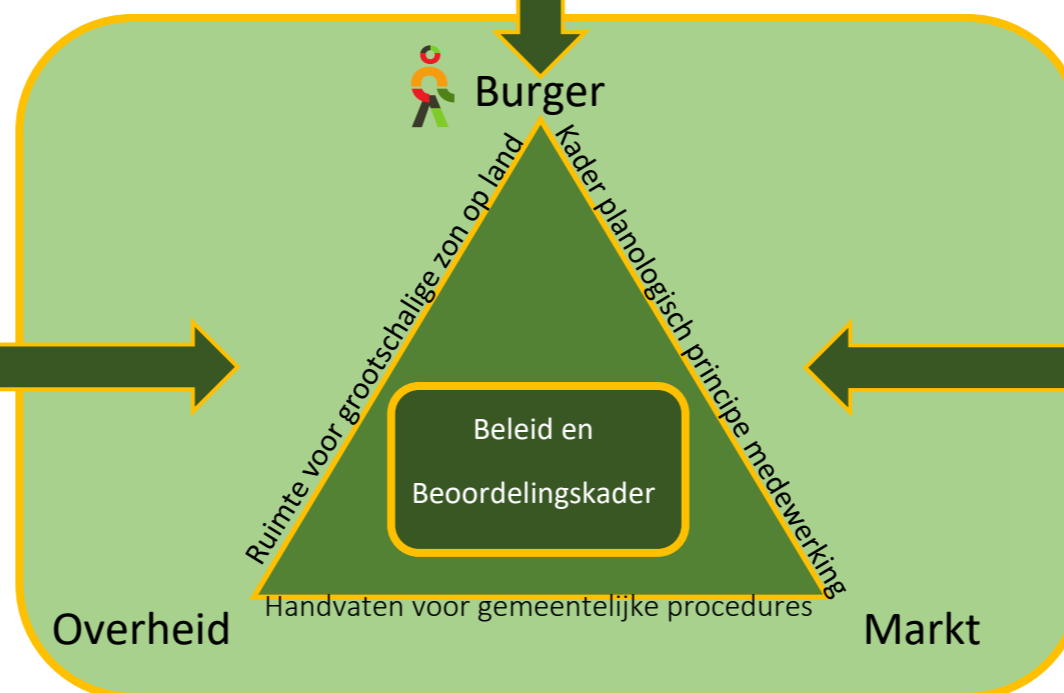 Burger
Ruimte voor grootschalige zon op land
Kader planologisch principe medewerking
Beleid en
Beoordelingskader
Handvaten voor gemeentelijke procedures
Overheid
Markt